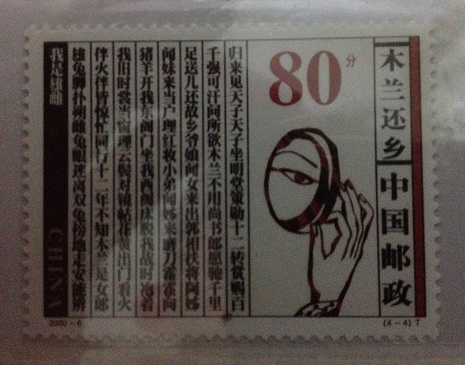 木兰还乡
中国邮政
80分
归来见天子天子坐明堂策勋十二转赏赐百
千强可汗问所欲木兰不用尚书郎愿驰千里
足送儿还故乡爷娘闻女来出郭相扶将阿姊
闻妹来当户理红妆小弟闻姊来磨刀霍霍向
猪羊开我东阁门坐我西阁床脱我战时袍着
我旧时裳当窗理云鬓对镜帖花黄出门看火
伴火伴皆惊忙同行十二年不知木兰是女郎
雄兔脚扑朔雌兔眼迷离双兔傍地走安能辨
我是雄雌
CHINA
2000-6
(4-4)T